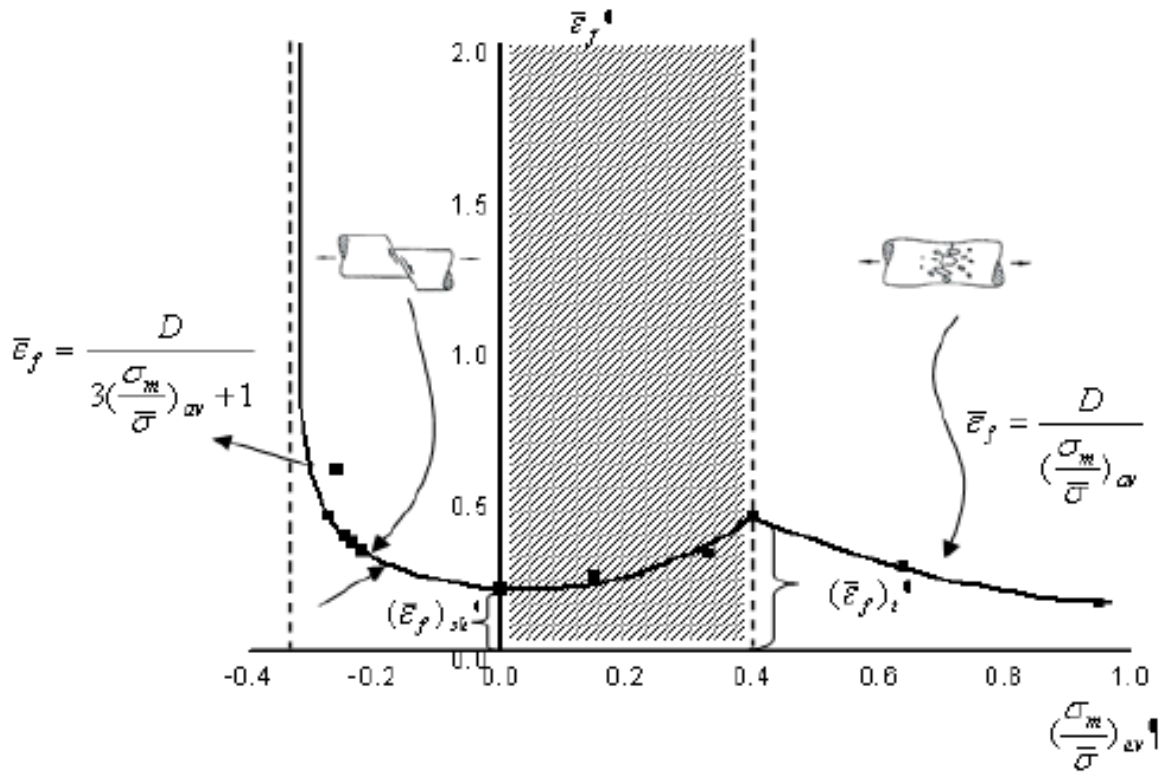 ε̄_f¶
2.0
1.5
1.0
0.5
0.0
ε̄_f = D / (3(σ_m/σ̄)_av + 1)
ε̄_f = D / (σ_m/σ̄)_av
(ε̄_f)_sh¶
(ε̄_f)_t¶
-0.4 -0.2 0.0 0.2 0.4 0.6 0.8 1.0
(σ_m/σ̄)_av¶